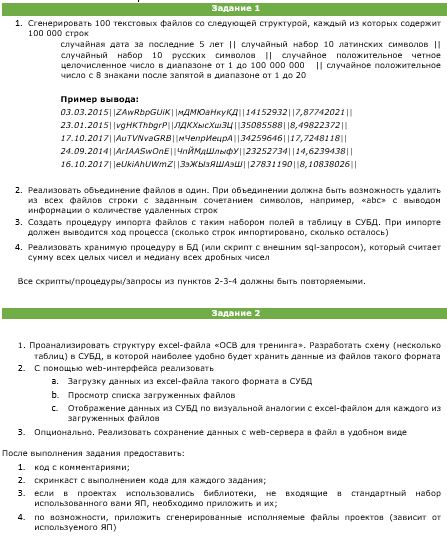 Задание 1
1. Сгенерировать 100 текстовых файлов со следующей структурой, каждый из которых содержит
100 000 строк
случайная дата за последние 5 лет || случайный набор 10 латинских символов ||
случайный набор 10 русских символов || случайное положительное четное
целочисленное число в диапазоне от 1 до 100 000 000 || случайное положительное
число с 8 знаками после запятой в диапазоне от 1 до 20
Пример вывода:
03.03.2015||ZAwRbpGUiK||мДМЮаНкуКД||14152932||7,87742021||
23.01.2015||vgHKThbgrP||ЛДКХысХшЗЦ||35085588||8,49822372||
17.10.2017||AuTVNvaGRB||мЧепрИецрА||34259646||17,7248118||
24.09.2014||ArIAASwOnE||ЧпЙМдШлыфУ||23252734||14,6239438||
16.10.2017||eUkiAhUWmZ||ЗэЖЫзЯШАэШ||27831190||8,10838026||
2. Реализовать объединение файлов в один. При объединении должна быть возможность удалить
из всех файлов строки с заданным сочетанием символов, например, «abc» с выводом
информации о количестве удаленных строк
3. Создать процедуру импорта файлов с таким набором полей в таблицу в СУБД. При импорте
должен выводится ход процесса (сколько строк импортировано, сколько осталось)
4. Реализовать хранимую процедуру в БД (или скрипт с внешним sql-запросом), который считает
сумму всех целых чисел и медиану всех дробных чисел
Все скрипты/процедуры/запросы из пунктов 2-3-4 должны быть повторяемыми.
Задание 2
1. Проанализировать структуру excel-файла «ОСВ для тренинга». Разработать схему (несколько
таблиц) в СУБД, в которой наиболее удобно будет хранить данные из файлов такого формата
2. С помощью web-интерфейса реализовать
a. Загрузку данных из excel-файла такого формата в СУБД
b. Просмотр списка загруженных файлов
c. Отображение данных из СУБД по визуальной аналогии с excel-файлом для каждого из
загруженных файлов
3. Опционально. Реализовать сохранение данных с web-сервера в файл в удобном виде
После выполнения задания предоставить:
1. код с комментариями;
2. скринкаст с выполнением кода для каждого задания;
3. если в проектах использовались библиотеки, не входящие в стандартный набор
использованного вами ЯП, необходимо приложить и их;
4. по возможности, приложить сгенерированные исполняемые файлы проектов (зависит от
используемого ЯП)